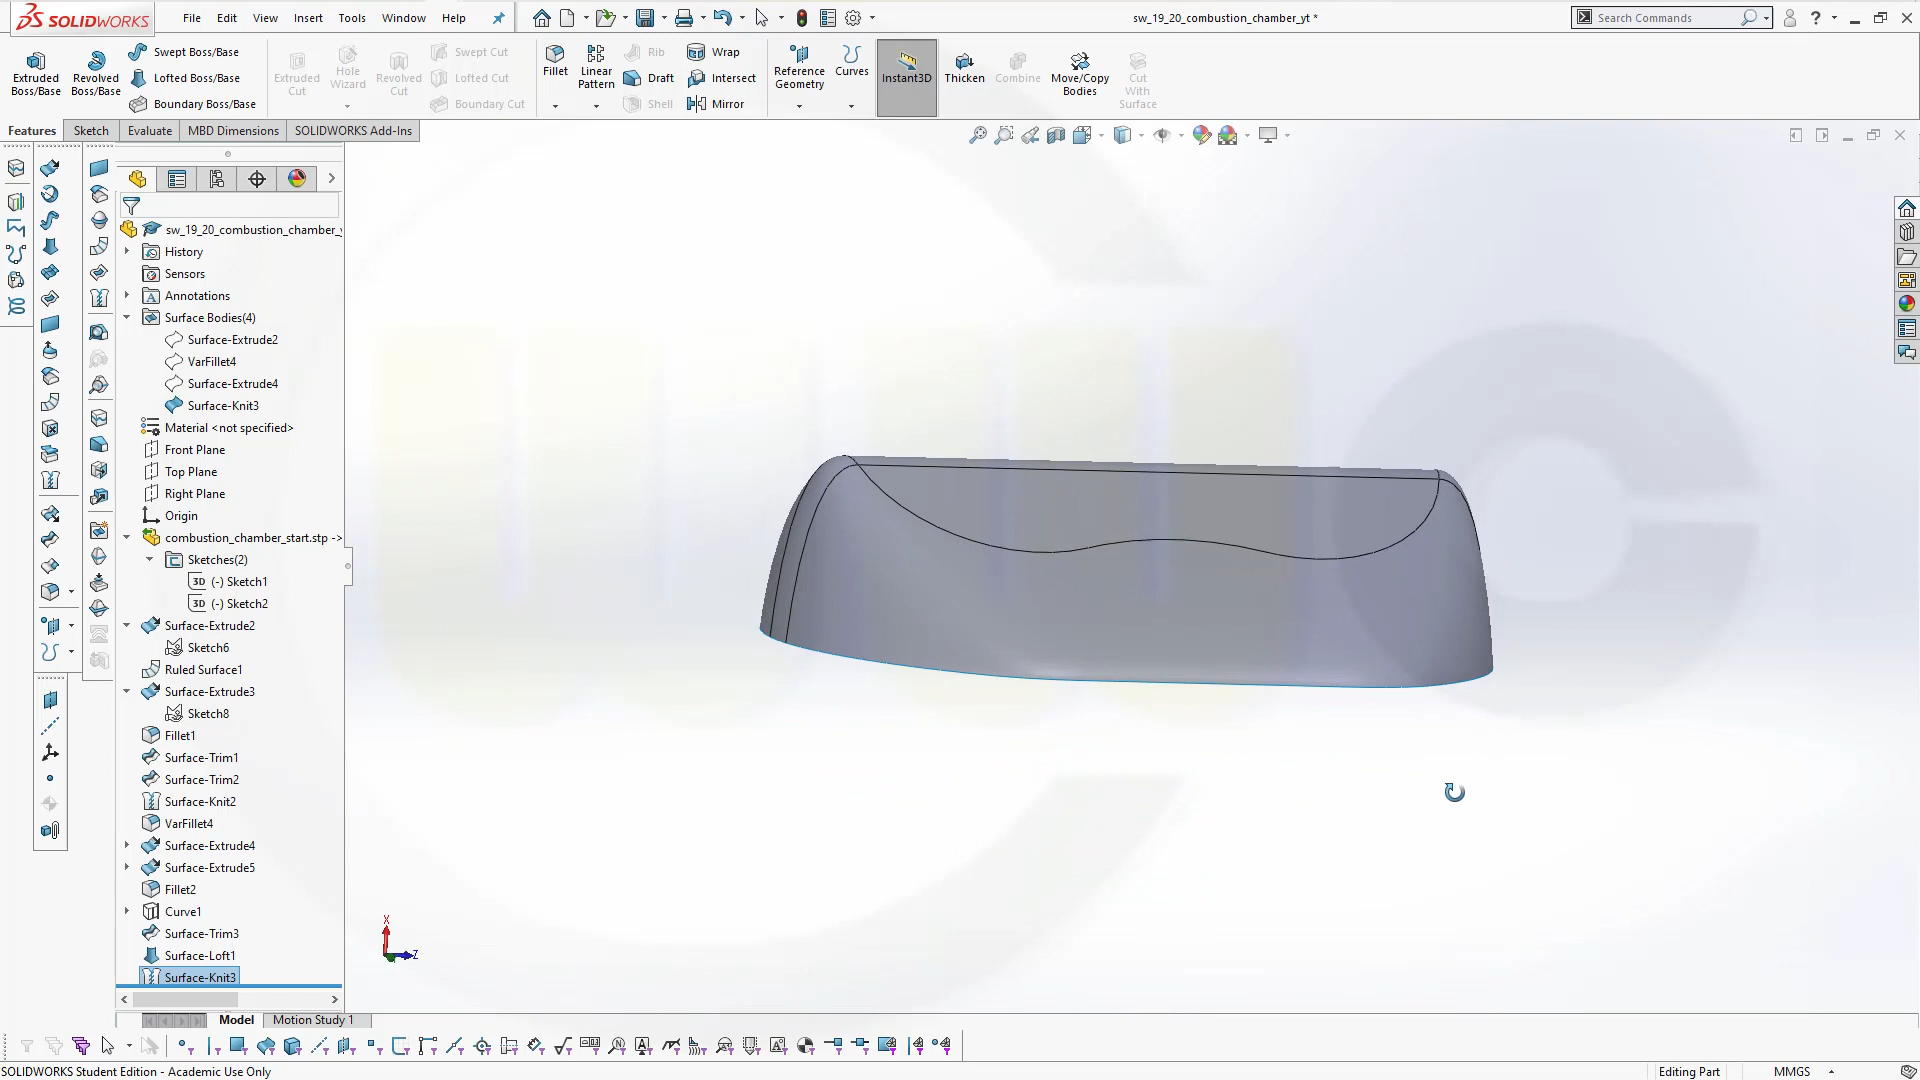 SOLIDWORKS
File Edit View Insert Tools Window Help
sw_19_20_combustion_chamber_yt *
Search Commands
Extruded Boss/Base
Revolved Boss/Base
Swept Boss/Base
Lofted Boss/Base
Boundary Boss/Base
Extruded Cut
Hole Wizard
Revolved Cut
Swept Cut
Lofted Cut
Boundary Cut
Fillet
Linear Pattern
Rib
Draft
Shell
Wrap
Intersect
Mirror
Reference Geometry
Curves
Instant3D
Thicken
Combine
Move/Copy Bodies
Cut With Surface
Features Sketch Evaluate MBD Dimensions SOLIDWORKS Add-Ins
sw_19_20_combustion_chamber_
History
Sensors
Annotations
Surface Bodies(4)
Surface-Extrude2
VarFillet4
Surface-Extrude4
Surface-Knit3
Material <not specified>
Front Plane
Top Plane
Right Plane
Origin
combustion_chamber_start.stp ->
Sketches(2)
3D (-) Sketch1
3D (-) Sketch2
Surface-Extrude2
Sketch6
Ruled Surface1
Surface-Extrude3
Sketch8
Fillet1
Surface-Trim1
Surface-Trim2
Surface-Knit2
VarFillet4
Surface-Extrude4
Surface-Extrude5
Fillet2
Curve1
Surface-Trim3
Surface-Loft1
Surface-Knit3
X
Z
Model Motion Study 1
SOLIDWORKS Student Edition - Academic Use Only
Editing Part
MMGS